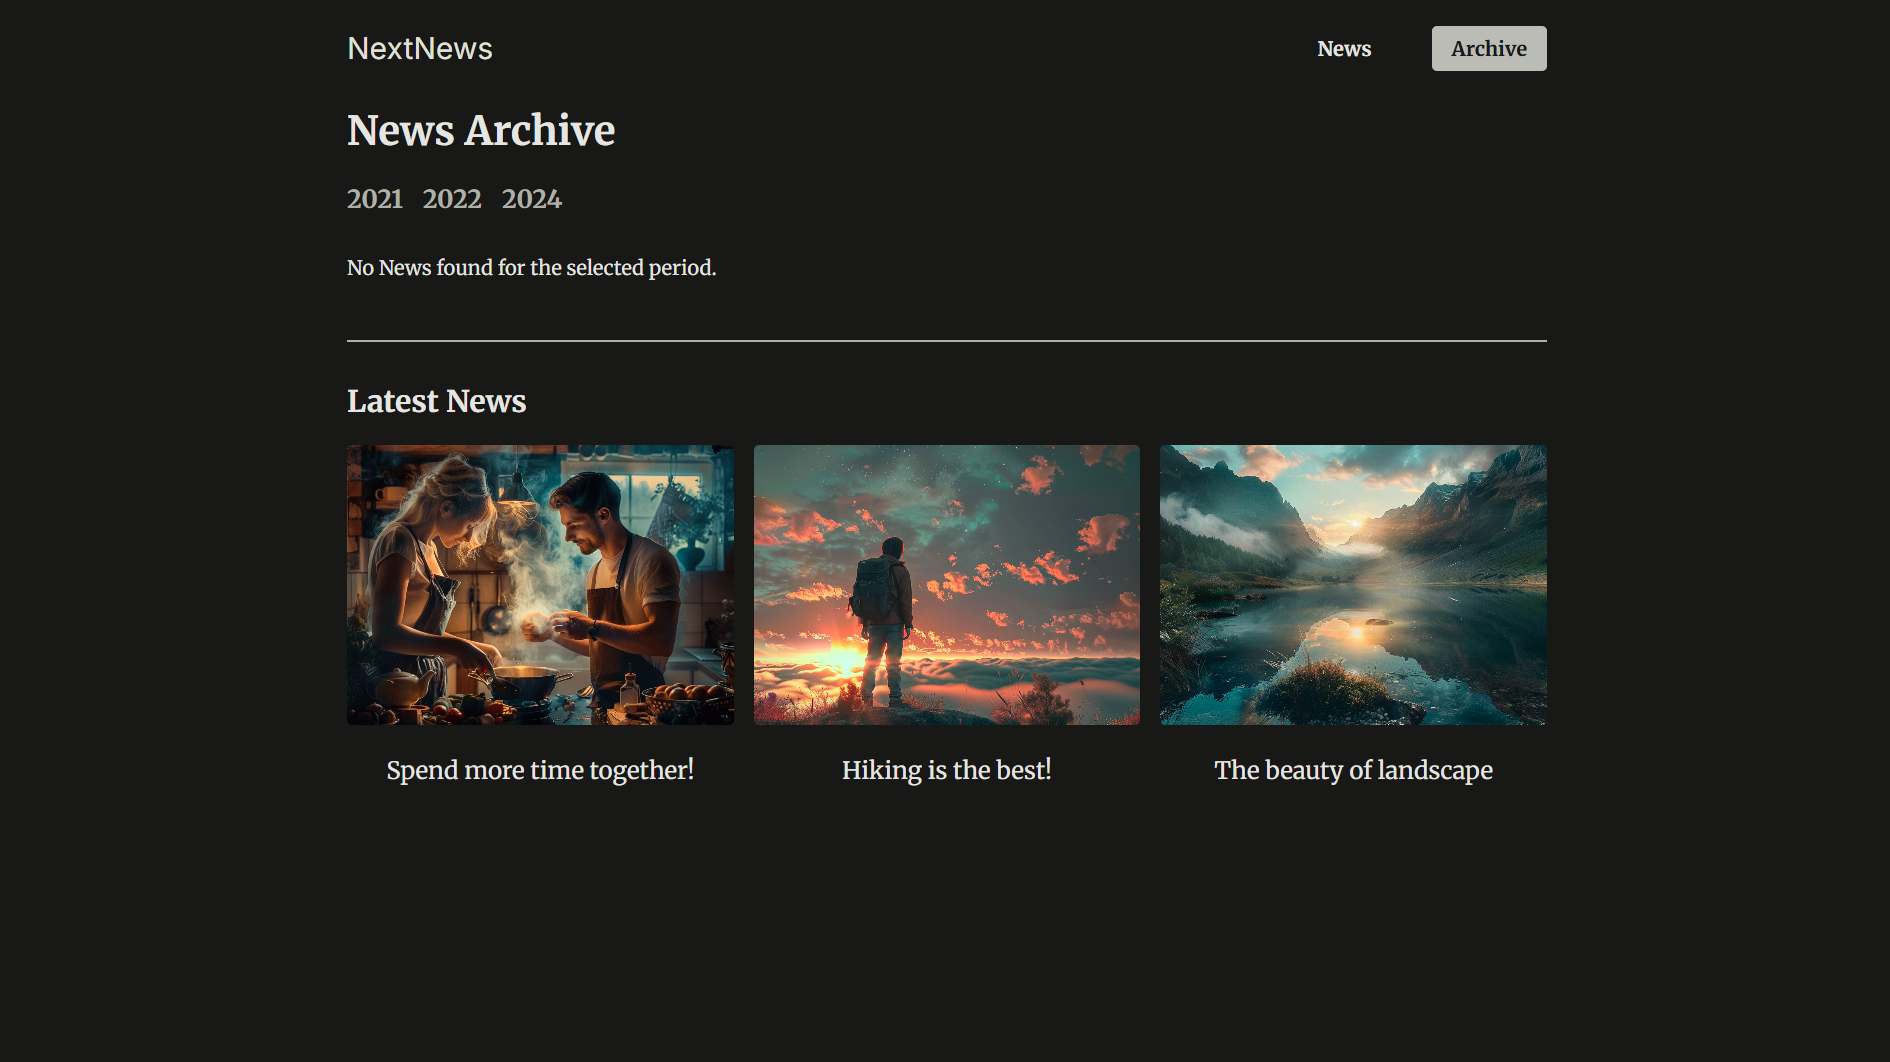 NextNews
News
Archive
News Archive
2021 2022 2024
No News found for the selected period.
Latest News
Spend more time together!
Hiking is the best!
The beauty of landscape